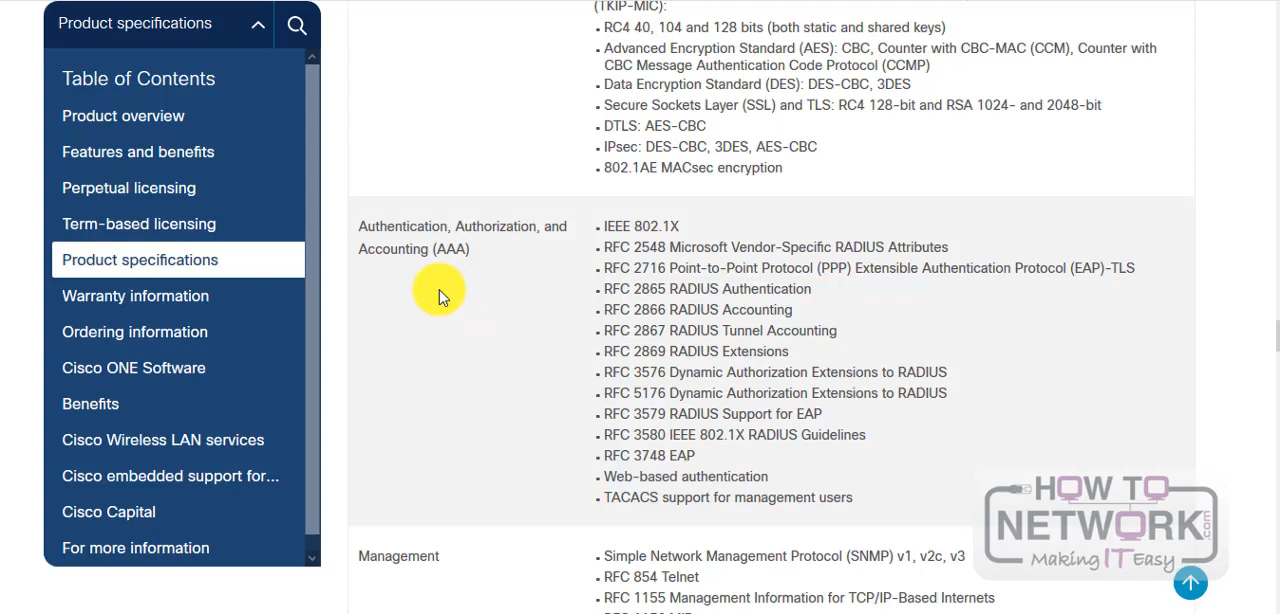 Product specifications
Table of Contents
Product overview
Features and benefits
Perpetual licensing
Term-based licensing
Product specifications
Warranty information
Ordering information
Cisco ONE Software
Benefits
Cisco Wireless LAN services
Cisco embedded support for...
Cisco Capital
For more information
(TKIP-MIC):
• RC4 40, 104 and 128 bits (both static and shared keys)
• Advanced Encryption Standard (AES): CBC, Counter with CBC-MAC (CCM), Counter with
CBC Message Authentication Code Protocol (CCMP)
• Data Encryption Standard (DES): DES-CBC, 3DES
• Secure Sockets Layer (SSL) and TLS: RC4 128-bit and RSA 1024- and 2048-bit
• DTLS: AES-CBC
• IPsec: DES-CBC, 3DES, AES-CBC
• 802.1AE MACsec encryption
Authentication, Authorization, and
Accounting (AAA)
• IEEE 802.1X
• RFC 2548 Microsoft Vendor-Specific RADIUS Attributes
• RFC 2716 Point-to-Point Protocol (PPP) Extensible Authentication Protocol (EAP)-TLS
• RFC 2865 RADIUS Authentication
• RFC 2866 RADIUS Accounting
• RFC 2867 RADIUS Tunnel Accounting
• RFC 2869 RADIUS Extensions
• RFC 3576 Dynamic Authorization Extensions to RADIUS
• RFC 5176 Dynamic Authorization Extensions to RADIUS
• RFC 3579 RADIUS Support for EAP
• RFC 3580 IEEE 802.1X RADIUS Guidelines
• RFC 3748 EAP
• Web-based authentication
• TACACS support for management users
Management
• Simple Network Management Protocol (SNMP) v1, v2c, v3
• RFC 854 Telnet
• RFC 1155 Management Information for TCP/IP-Based Internets
HOW TO
NETWORK.com
Making IT Easy